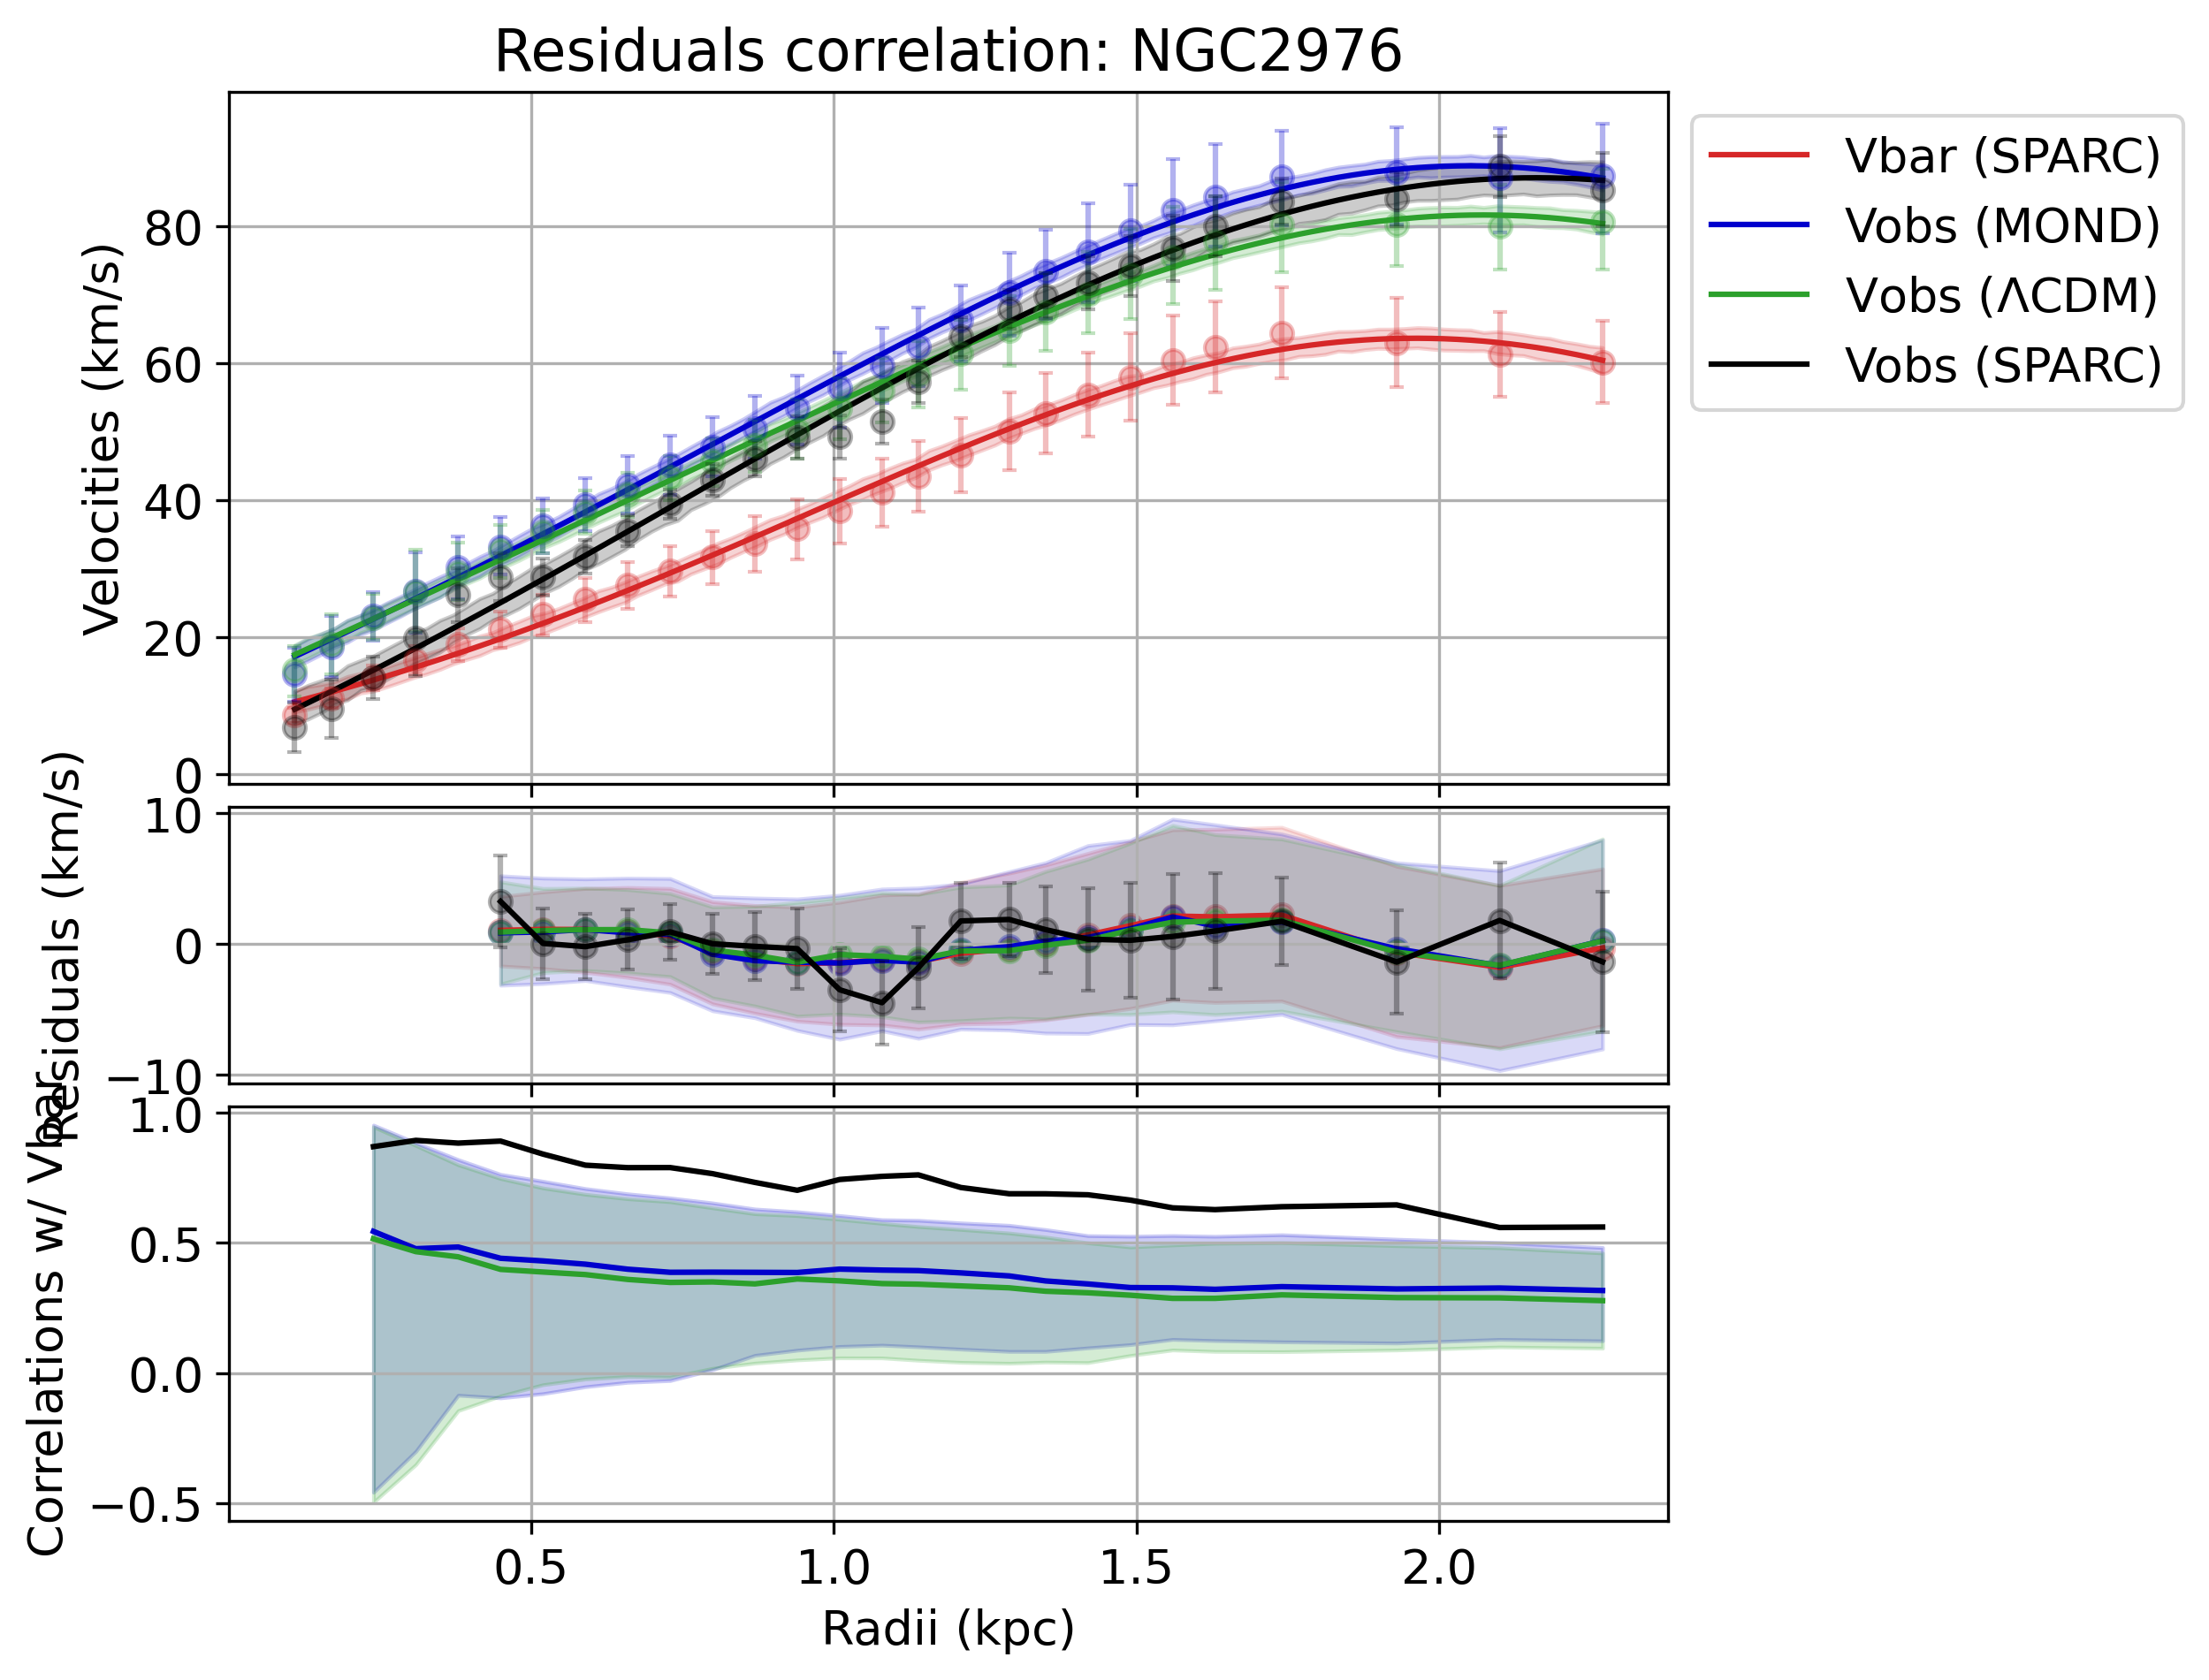 Residuals correlation: NGC2976
Velocities (km/s)
80
60
40
20
0
Vbar (SPARC)
Vobs (MOND)
Vobs (ΛCDM)
Vobs (SPARC)
Residuals (km/s)
10
0
−10
Correlations w/ Vbar
1.0
0.5
0.0
−0.5
0.5 1.0 1.5 2.0
Radii (kpc)